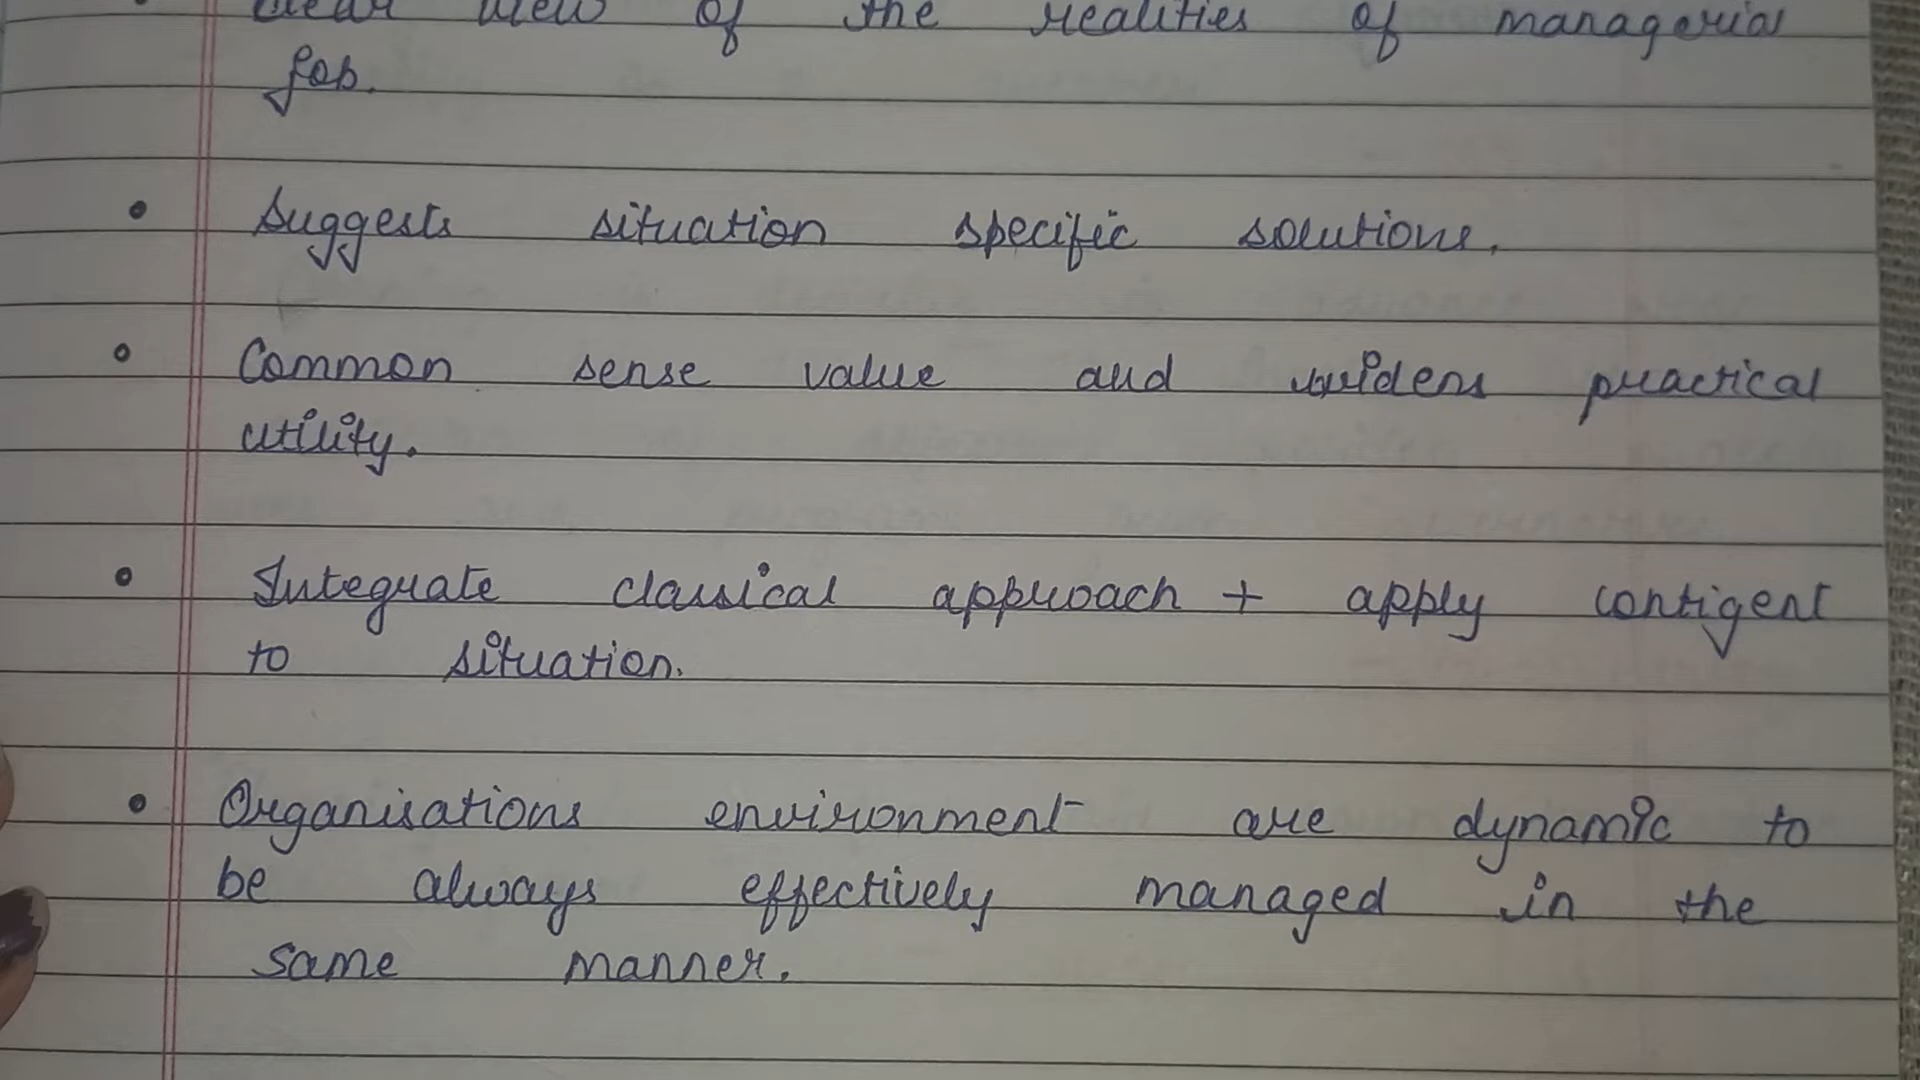 clear view of the realities of managerial
job.
• Suggests situation specific solutions.
• Common sense value and widens practical
utility.
• Integrate classical approach + apply contigent
to situation.
• Organisations environment are dynamic to
be always effectively managed in the
same manner.